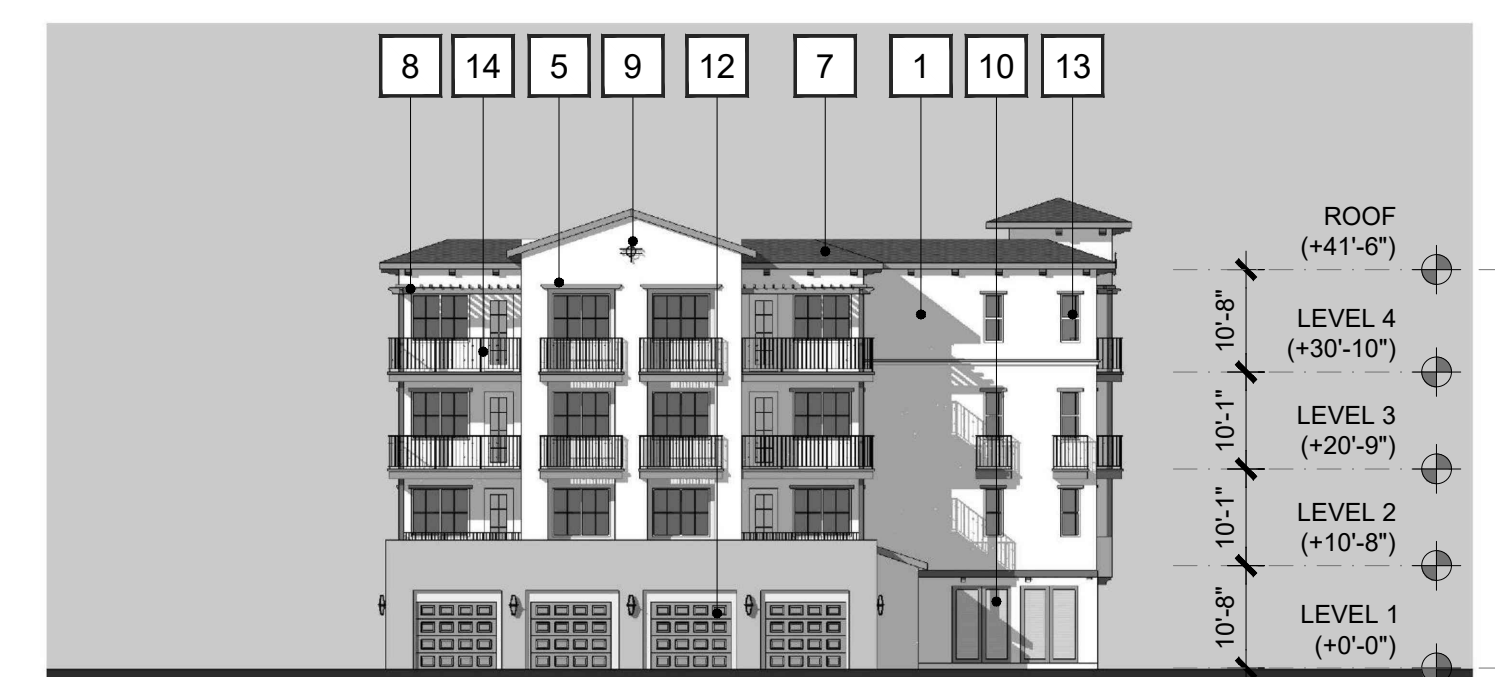 8 14 5 9 12 7 1 10 13
ROOF
(+41'-6")
10'-8"
LEVEL 4
(+30'-10")
10'-1"
LEVEL 3
(+20'-9")
10'-1"
LEVEL 2
(+10'-8")
10'-8"
LEVEL 1
(+0'-0")